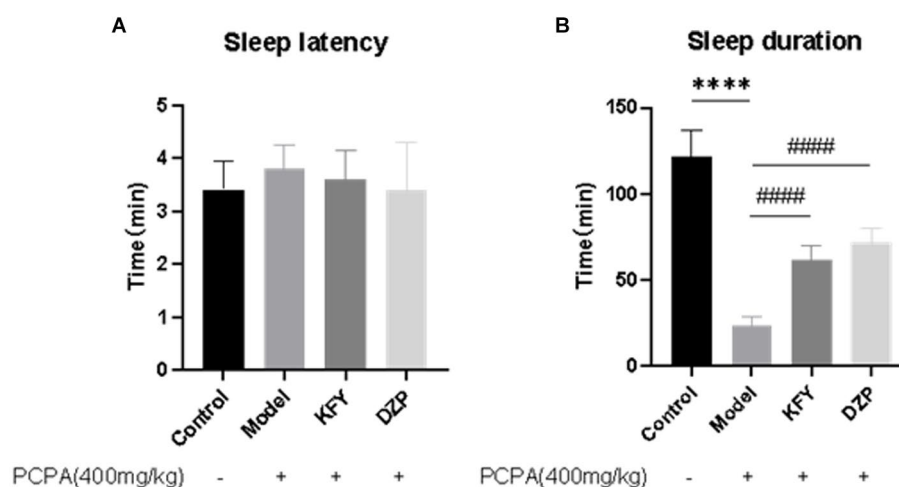 A
Sleep latency
Time(min)
5
4
3
2
1
0
Control
Model
KFY
DZP
PCPA(400mg/kg) - + + +
B
Sleep duration
Time(min)
****
####
####
150
100
50
0
Control
Model
KFY
DZP
PCPA(400mg/kg) - + + +